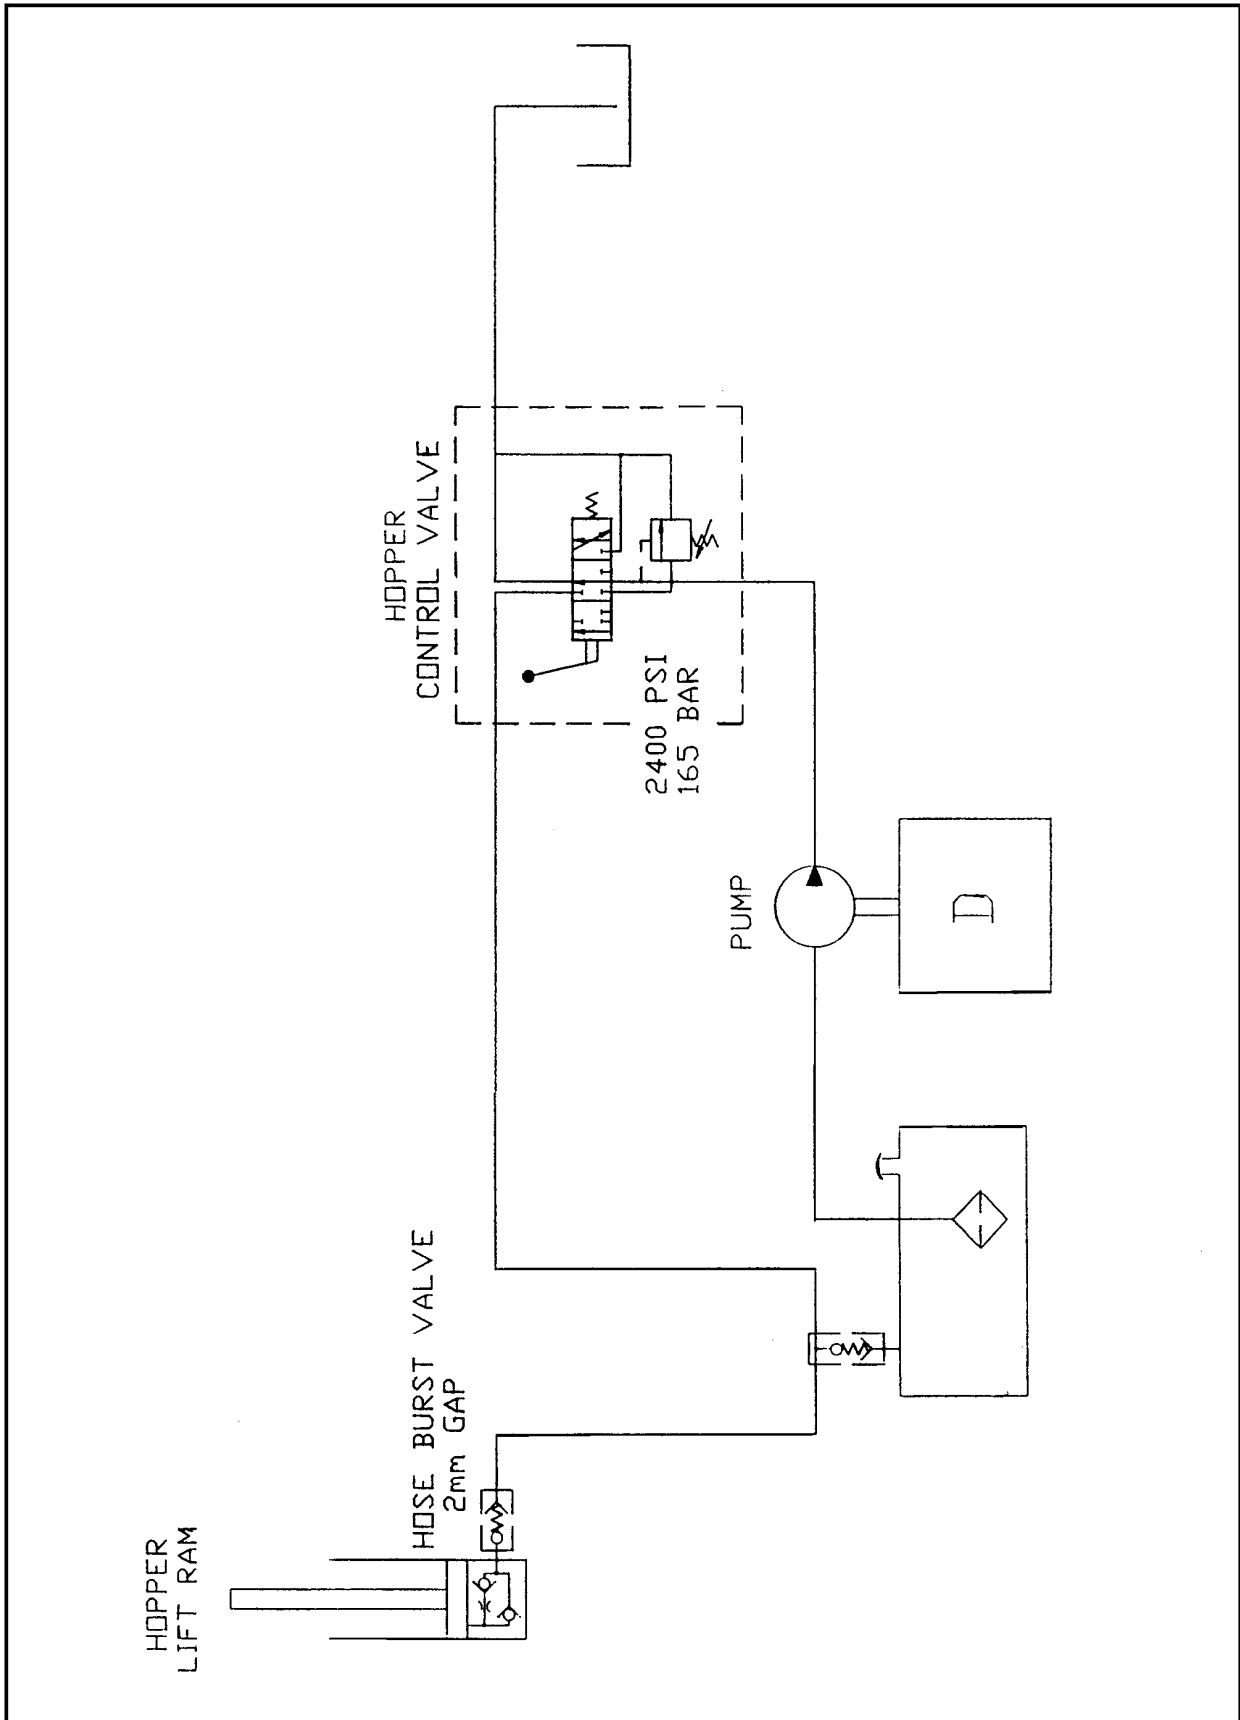 HOPPER
LIFT RAM
HOSE BURST VALVE
2mm GAP
PUMP
D
HOPPER
CONTROL VALVE
2400 PSI
165 BAR